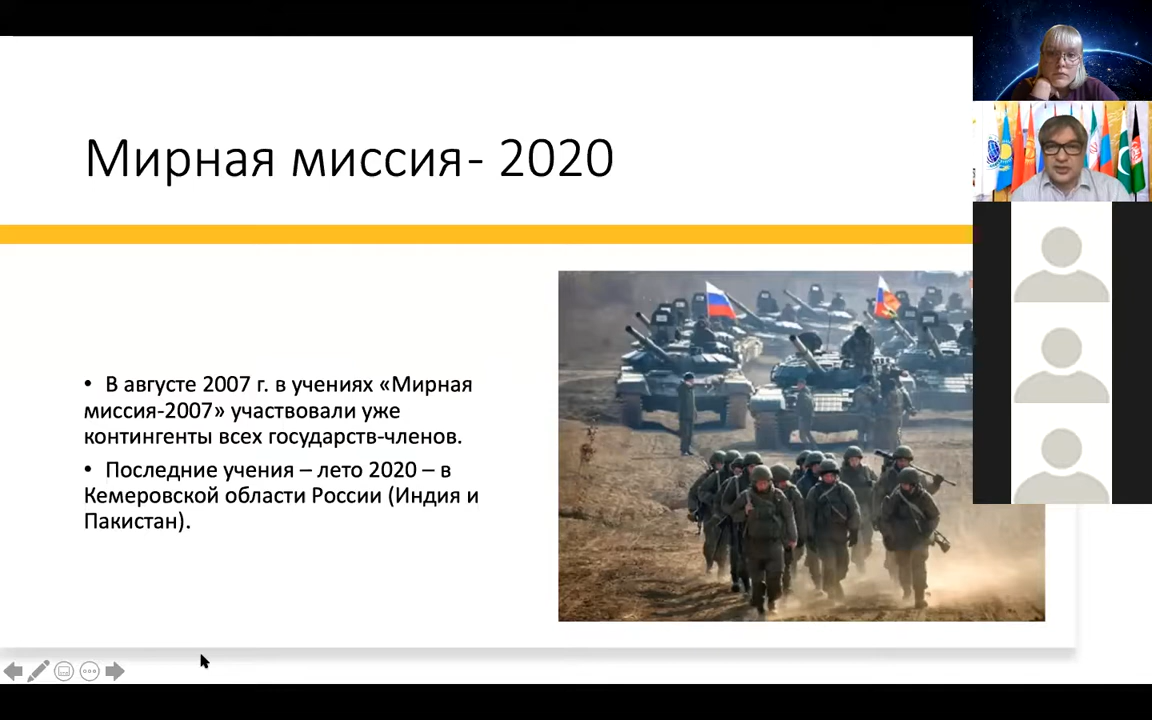 Мирная миссия- 2020
• В августе 2007 г. в учениях «Мирная
миссия-2007» участвовали уже
контингенты всех государств-членов.
• Последние учения – лето 2020 – в
Кемеровской области России (Индия и
Пакистан).